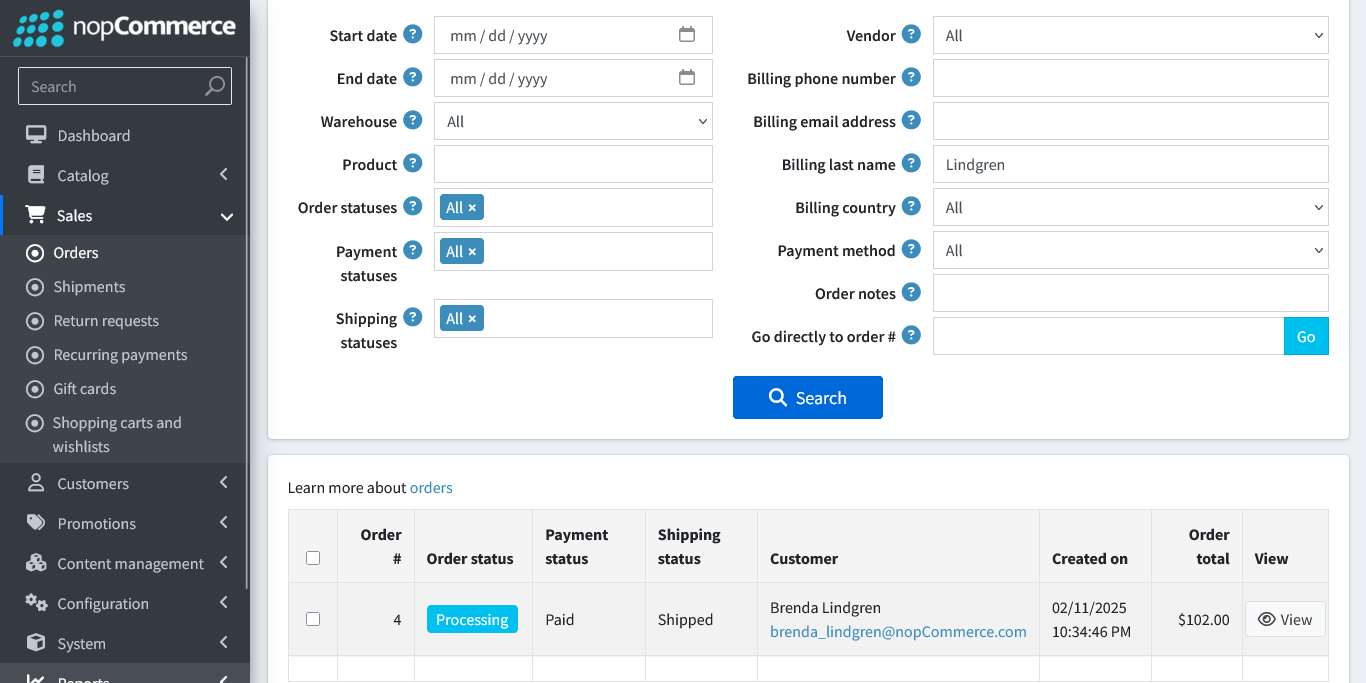 nopCommerce
Search
Dashboard
Catalog
Sales
Orders
Shipments
Return requests
Recurring payments
Gift cards
Shopping carts and
wishlists
Customers
Promotions
Content management
Configuration
System
Reports
Start date ? mm / dd / yyyy
End date ? mm / dd / yyyy
Warehouse ? All
Product ?
Order statuses ? All ×
Payment ? All ×
statuses
Shipping ? All ×
statuses
Vendor ? All
Billing phone number ?
Billing email address ?
Billing last name ? Lindgren
Billing country ? All
Payment method ? All
Order notes ?
Go directly to order # ? Go
Search
Learn more about orders
Order
#
Order status
Payment
status
Shipping
status
Customer
Created on
Order
total
View
4
Processing
Paid
Shipped
Brenda Lindgren
brenda_lindgren@nopCommerce.com
02/11/2025
10:34:46 PM
$102.00
View